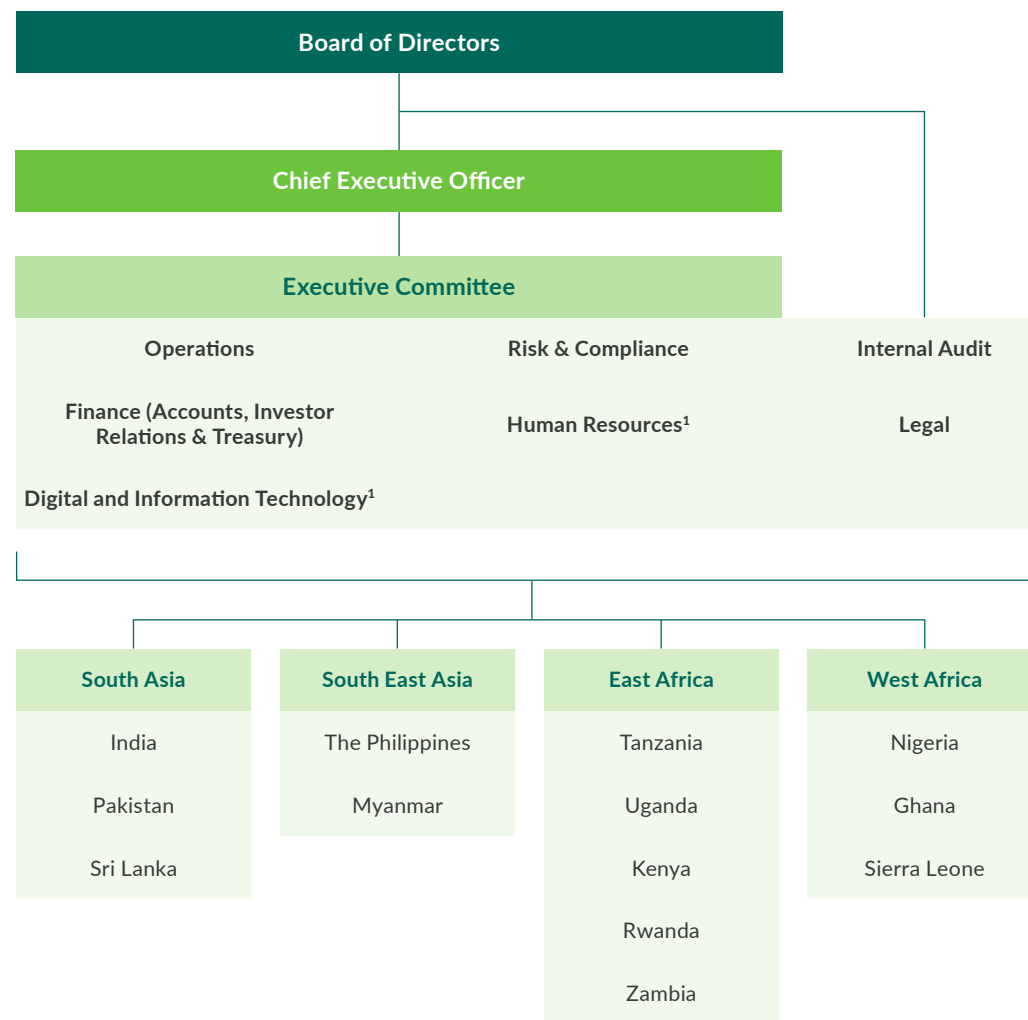 Board of Directors
Chief Executive Officer
Executive Committee
Operations
Risk & Compliance
Internal Audit
Finance (Accounts, Investor
Relations & Treasury)
Human Resources¹
Legal
Digital and Information Technology¹
South Asia
South East Asia
East Africa
West Africa
India
The Philippines
Tanzania
Nigeria
Pakistan
Myanmar
Uganda
Ghana
Sri Lanka
Kenya
Sierra Leone
Rwanda
Zambia